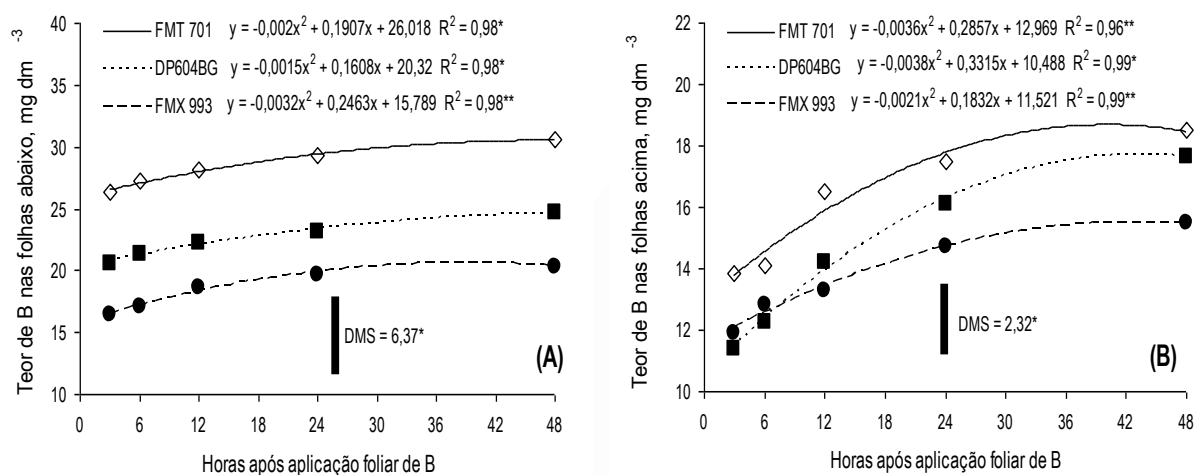 FMT 701 y = -0,002x² + 0,1907x + 26,018 R² = 0,98*
DP604BG y = -0,0015x² + 0,1608x + 20,32 R² = 0,98*
FMX 993 y = -0,0032x² + 0,2463x + 15,789 R² = 0,98**
Teor de B nas folhas abaixo, mg dm⁻³
40
35
30
25
20
15
10
DMS = 6,37*
(A)
0 6 12 18 24 30 36 42 48
Horas após aplicação foliar de B
FMT 701 y = -0,0036x² + 0,2857x + 12,969 R² = 0,96**
DP604BG y = -0,0038x² + 0,3315x + 10,488 R² = 0,99*
FMX 993 y = -0,0021x² + 0,1832x + 11,521 R² = 0,99**
Teor de B nas folhas acima, mg dm⁻³
22
20
18
16
14
12
10
DMS = 2,32*
(B)
0 6 12 18 24 30 36 42 48
Horas após aplicação foliar de B